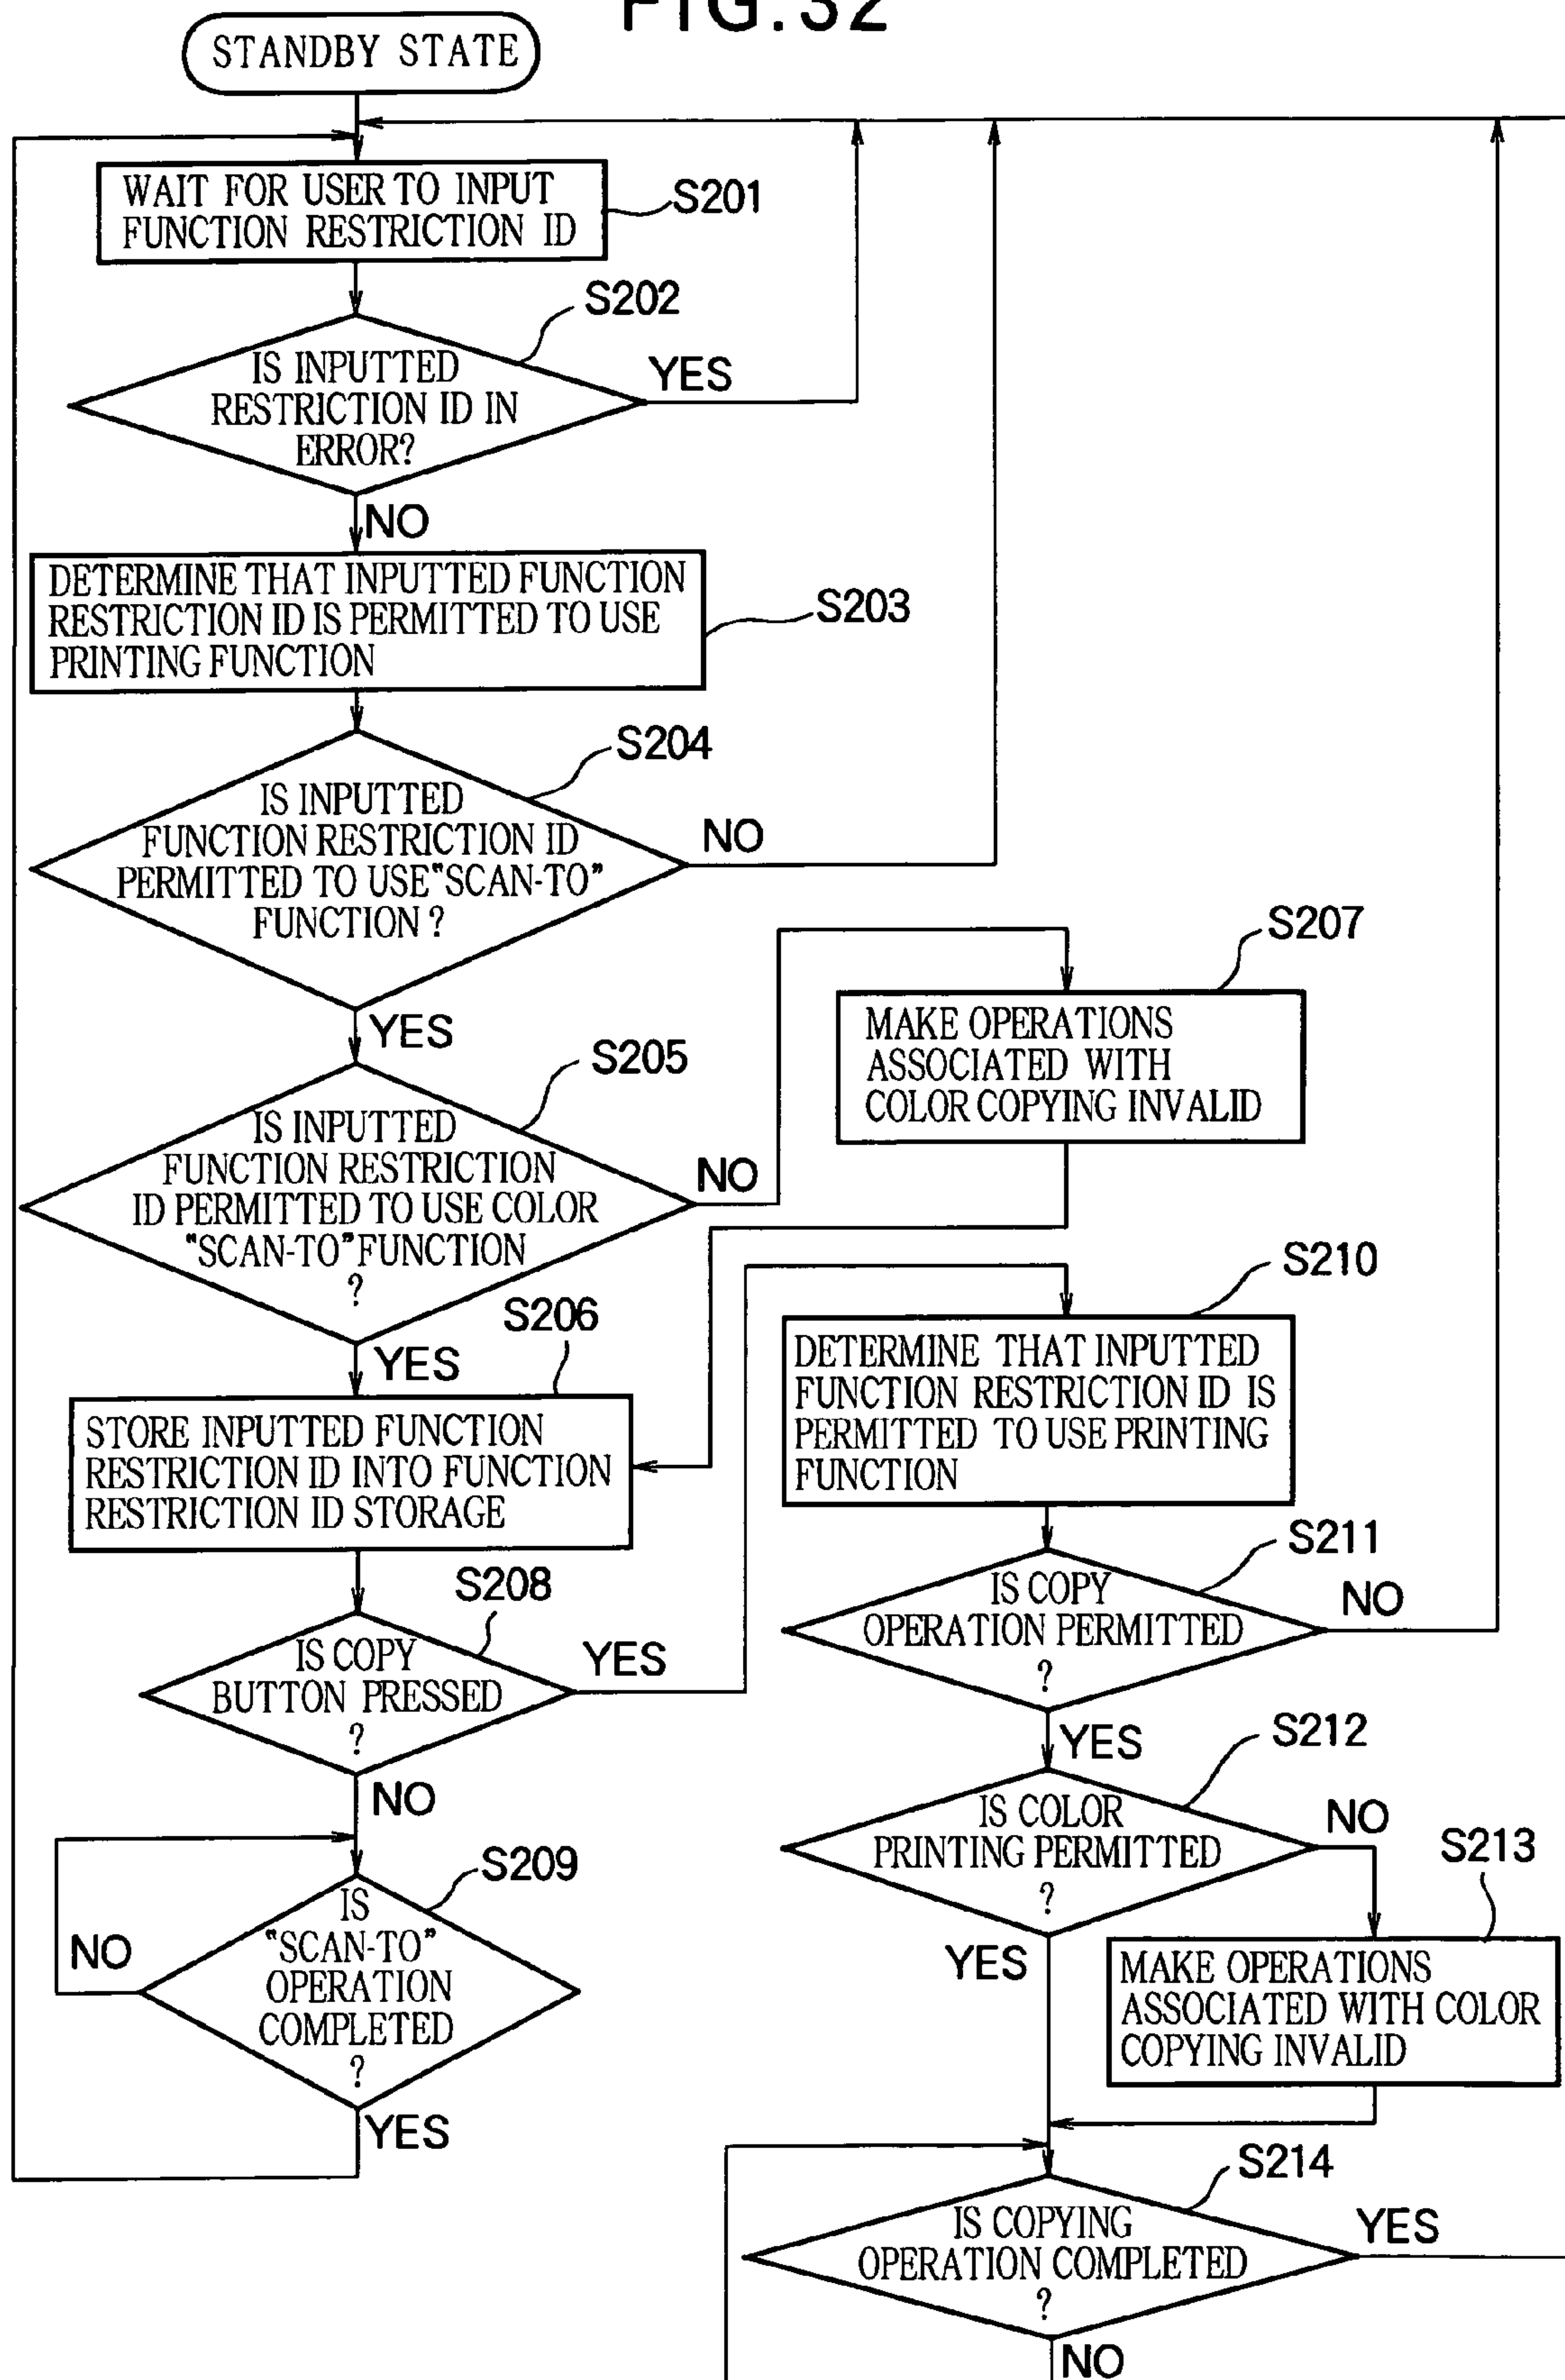 FIG.32
STANDBY STATE
WAIT FOR USER TO INPUT
FUNCTION RESTRICTION ID
S201
S202
IS INPUTTED
RESTRICTION ID IN
ERROR?
YES
NO
DETERMINE THAT INPUTTED FUNCTION
RESTRICTION ID IS PERMITTED TO USE
PRINTING FUNCTION
S203
S204
IS INPUTTED
FUNCTION RESTRICTION ID
PERMITTED TO USE "SCAN-TO"
FUNCTION ?
NO
YES
S205
IS INPUTTED
FUNCTION RESTRICTION
ID PERMITTED TO USE COLOR
"SCAN-TO" FUNCTION
?
NO
YES
S207
MAKE OPERATIONS
ASSOCIATED WITH
COLOR COPYING INVALID
S206
STORE INPUTTED FUNCTION
RESTRICTION ID INTO FUNCTION
RESTRICTION ID STORAGE
S208
IS COPY
BUTTON PRESSED
?
YES
NO
S209
IS
"SCAN-TO"
OPERATION
COMPLETED
?
NO
YES
S210
DETERMINE THAT INPUTTED
FUNCTION RESTRICTION ID IS
PERMITTED TO USE PRINTING
FUNCTION
S211
IS COPY
OPERATION PERMITTED
?
NO
YES
S212
IS COLOR
PRINTING PERMITTED
?
NO
YES
S213
MAKE OPERATIONS
ASSOCIATED WITH COLOR
COPYING INVALID
S214
IS COPYING
OPERATION COMPLETED
?
YES
NO